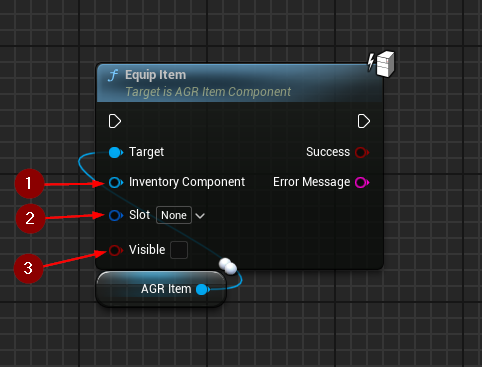 f Equip Item
Target is AGR Item Component
Target Success
1 Inventory Component Error Message
2 Slot None
3 Visible
AGR Item